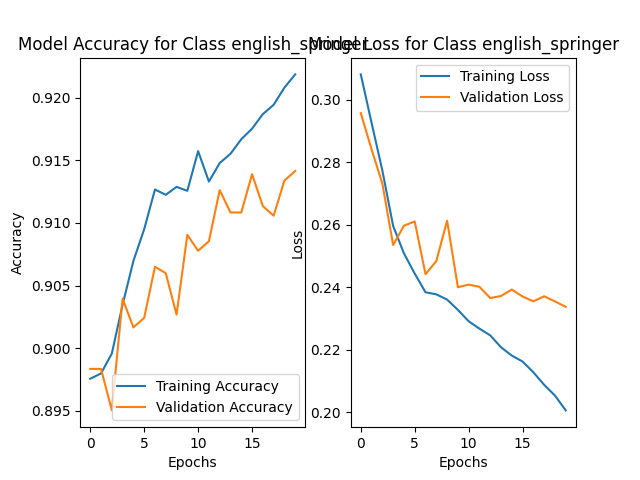 Model Accuracy for Class english_springer
Accuracy
0.920
0.915
0.910
0.905
0.900
0.895
0
5
10
15
Epochs
Training Accuracy
Validation Accuracy
Model Loss for Class english_springer
Loss
0.30
0.28
0.26
0.24
0.22
0.20
0
5
10
15
Epochs
Training Loss
Validation Loss